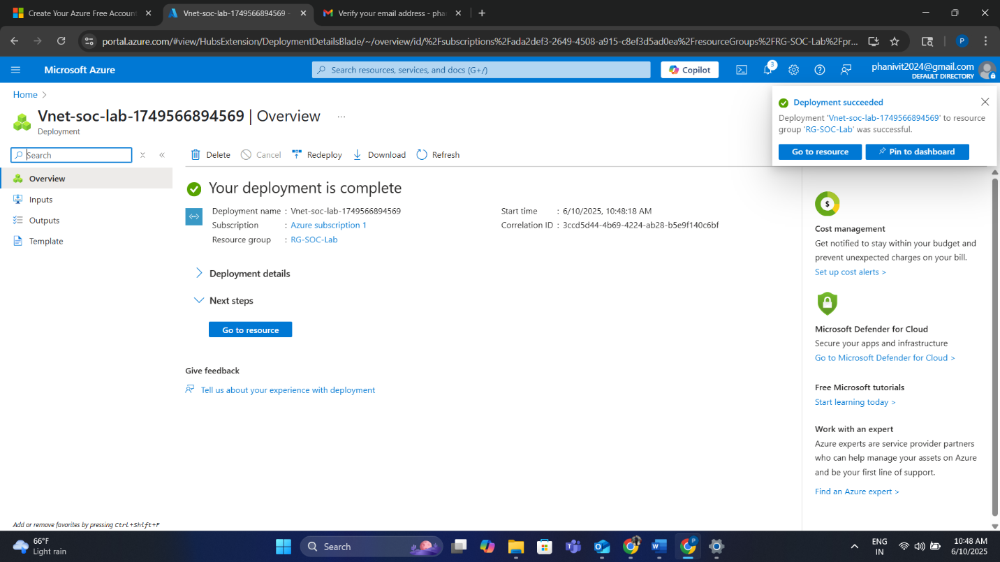 Create Your Azure Free Account
Vnet-soc-lab-1749566894569 -
Verify your email address - pha
portal.azure.com/#view/HubsExtension/DeploymentDetailsBlade/~/overview/id/%2Fsubscriptions%2Fada2def3-2649-4508-a915-c8ef3d5ad0ea%2FresourceGroups%2FRG-SOC-Lab%2Fpr...
P
Microsoft Azure
Search resources, services, and docs (G+/)
Copilot
3
phanivit2024@gmail.com
DEFAULT DIRECTORY
Home
Vnet-soc-lab-1749566894569 | Overview
...
Deployment
Deployment succeeded
Deployment 'Vnet-soc-lab-1749566894569' to resource
group 'RG-SOC-Lab' was successful.
Go to resource
Pin to dashboard
Search
Delete
Cancel
Redeploy
Download
Refresh
Overview
Inputs
Outputs
Template
Your deployment is complete
Deployment name : Vnet-soc-lab-1749566894569
Subscription : Azure subscription 1
Resource group : RG-SOC-Lab
Start time : 6/10/2025, 10:48:18 AM
Correlation ID : 3ccd5d44-4b69-4224-ab28-b5e9f140c6bf
Deployment details
Next steps
Go to resource
Give feedback
Tell us about your experience with deployment
$
Cost management
Get notified to stay within your budget and
prevent unexpected charges on your bill.
Set up cost alerts >
Microsoft Defender for Cloud
Secure your apps and infrastructure
Go to Microsoft Defender for Cloud >
Free Microsoft tutorials
Start learning today >
Work with an expert
Azure experts are service provider partners
who can help manage your assets on Azure
and be your first line of support.
Find an Azure expert >
Add or remove favorites by pressing Ctrl+Shift+F
66°F
Light rain
Search
ENG
IN
10:48 AM
6/10/2025